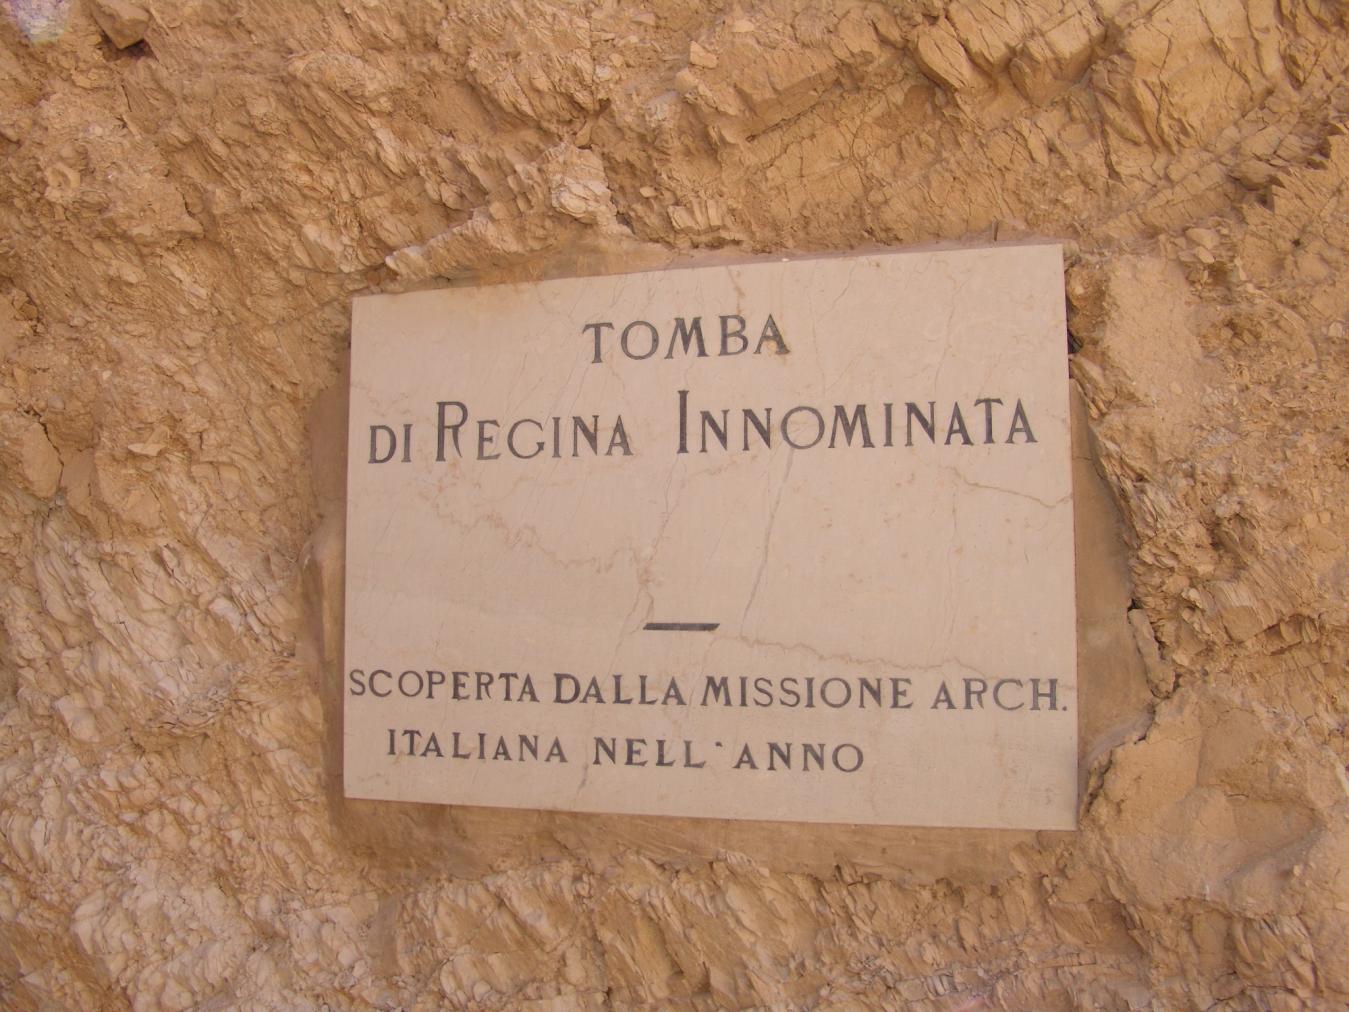 TOMBA
DI REGINA INNOMINATA
—
SCOPERTA DALLA MISSIONE ARCH.
ITALIANA NELL'ANNO